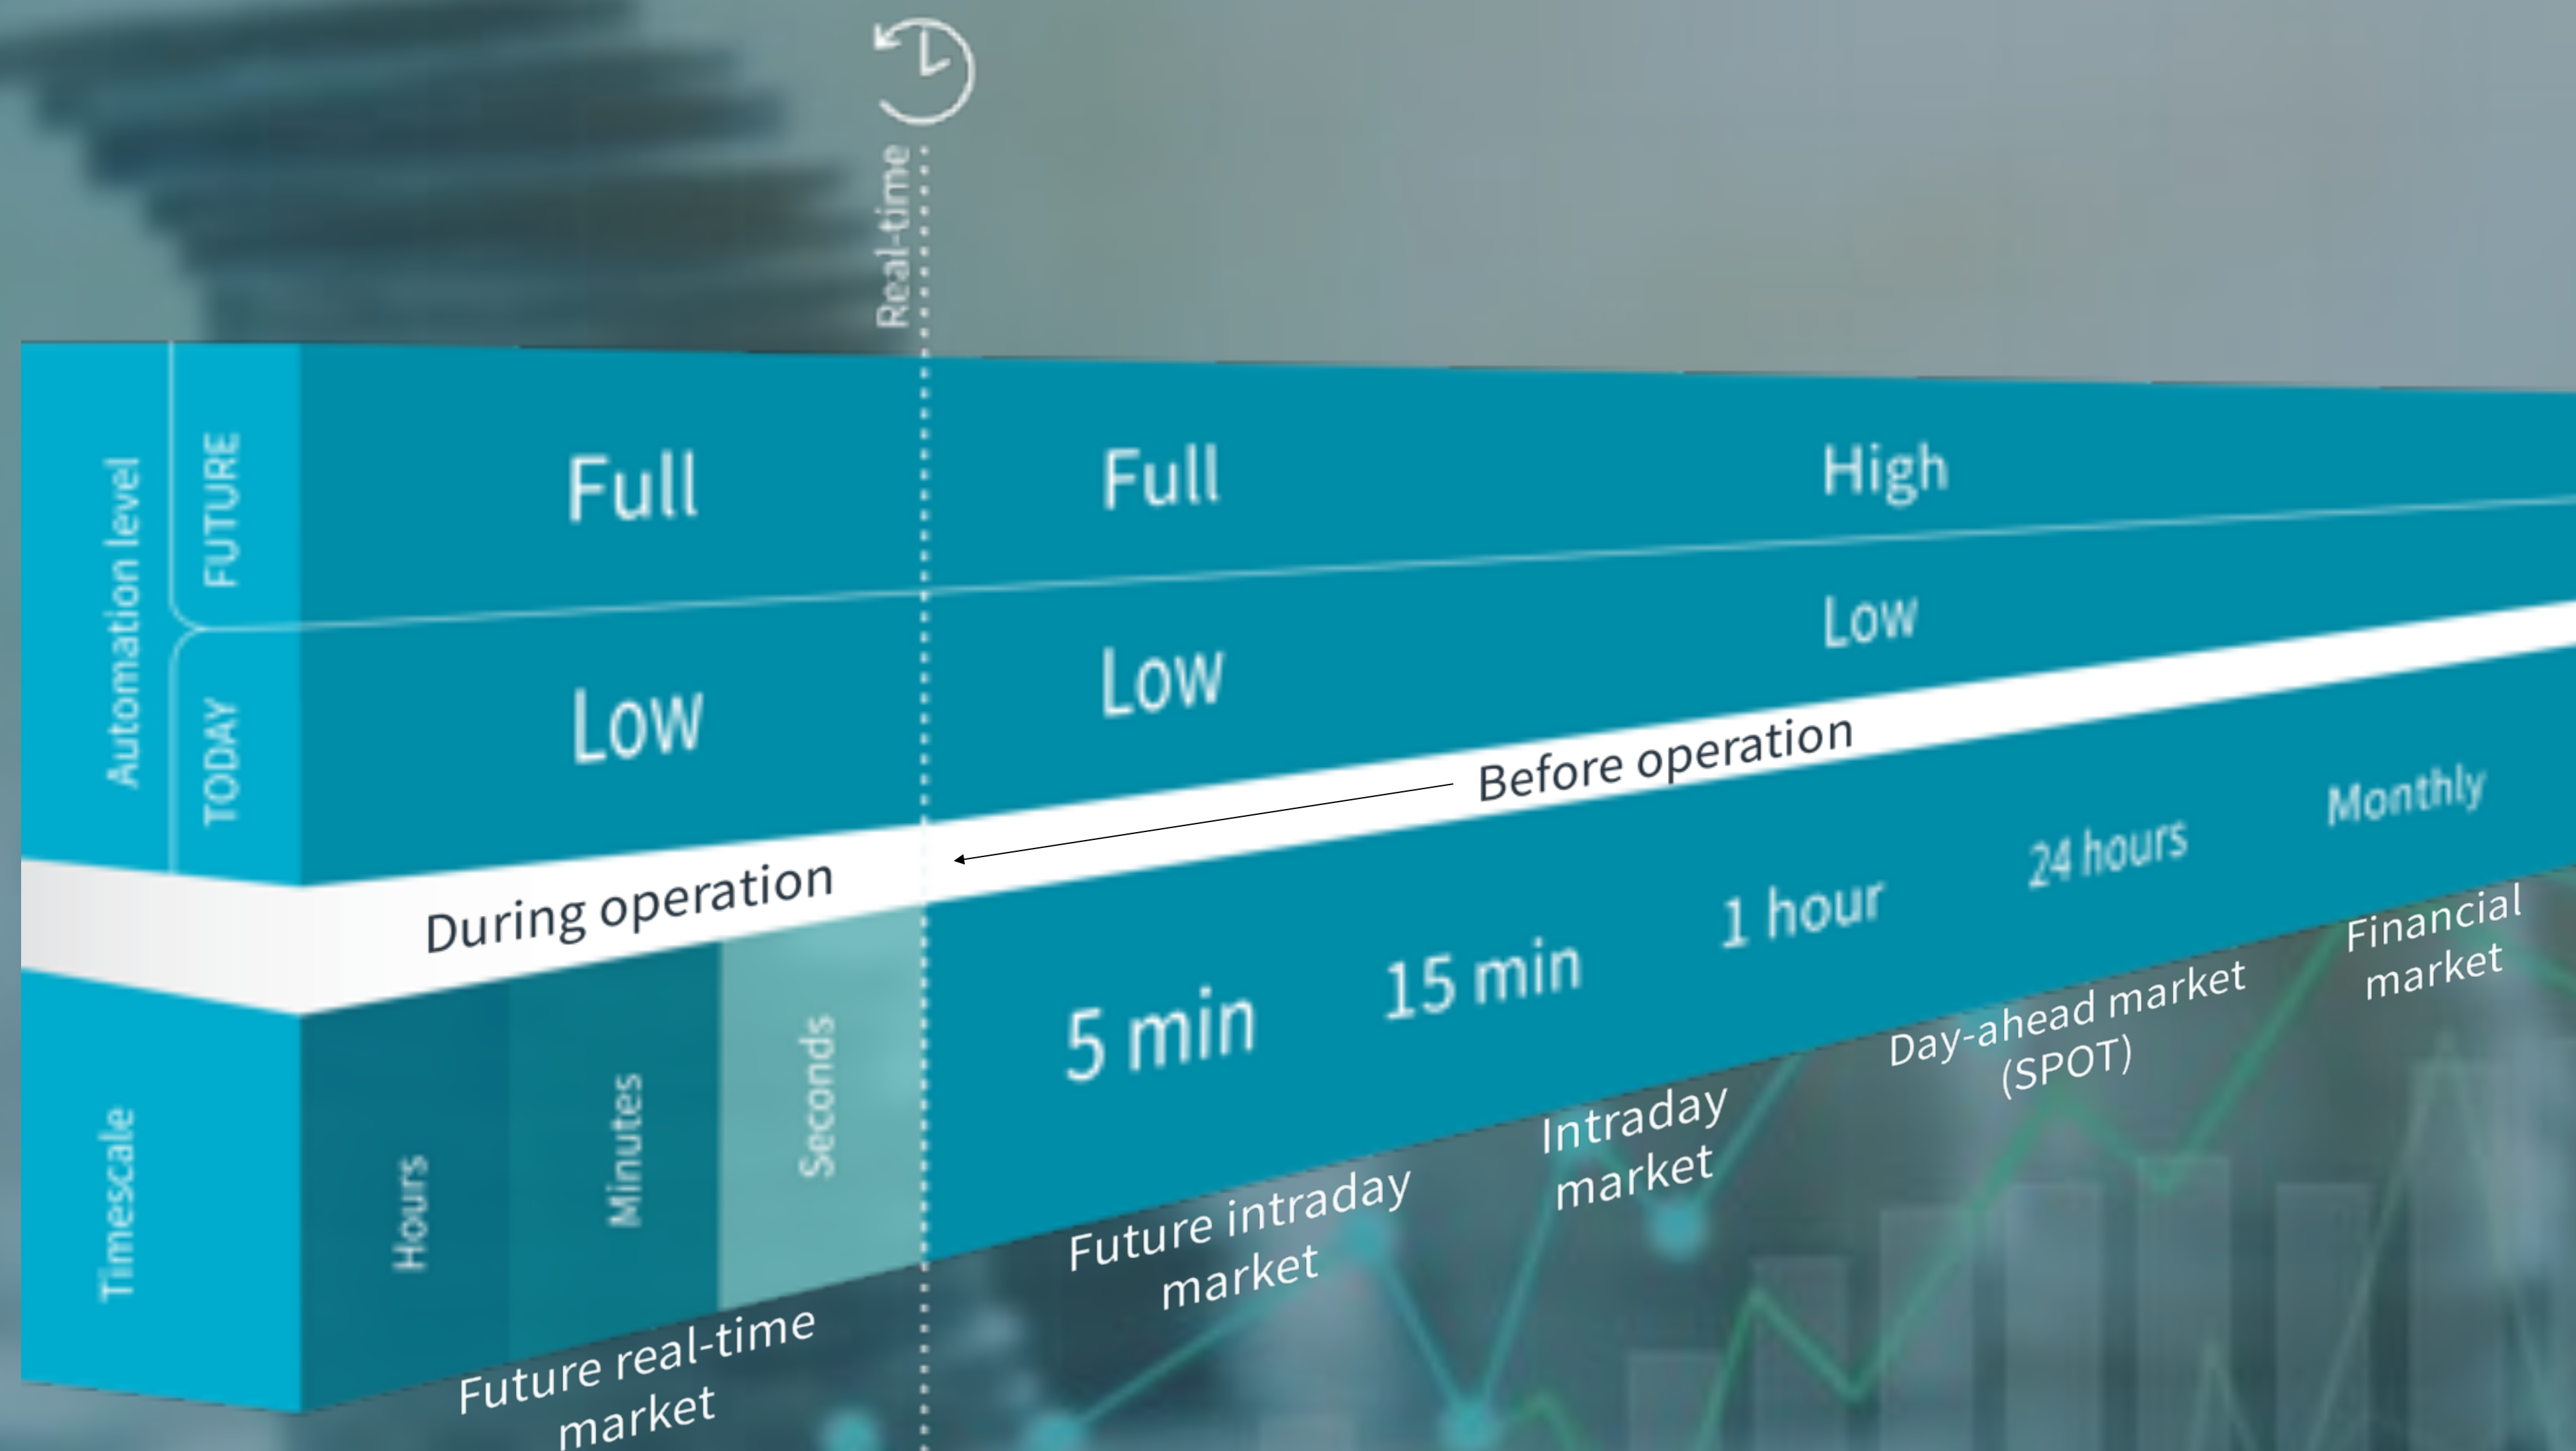 Real-time
Automation level
FUTURE
Full
Full
High
TODAY
Low
Low
Low
During operation
Before operation
Timescale
Hours
Minutes
Seconds
5 min
15 min
1 hour
24 hours
Monthly
Future real-time
market
Future intraday
market
Intraday
market
Day-ahead market
(SPOT)
Financial
market